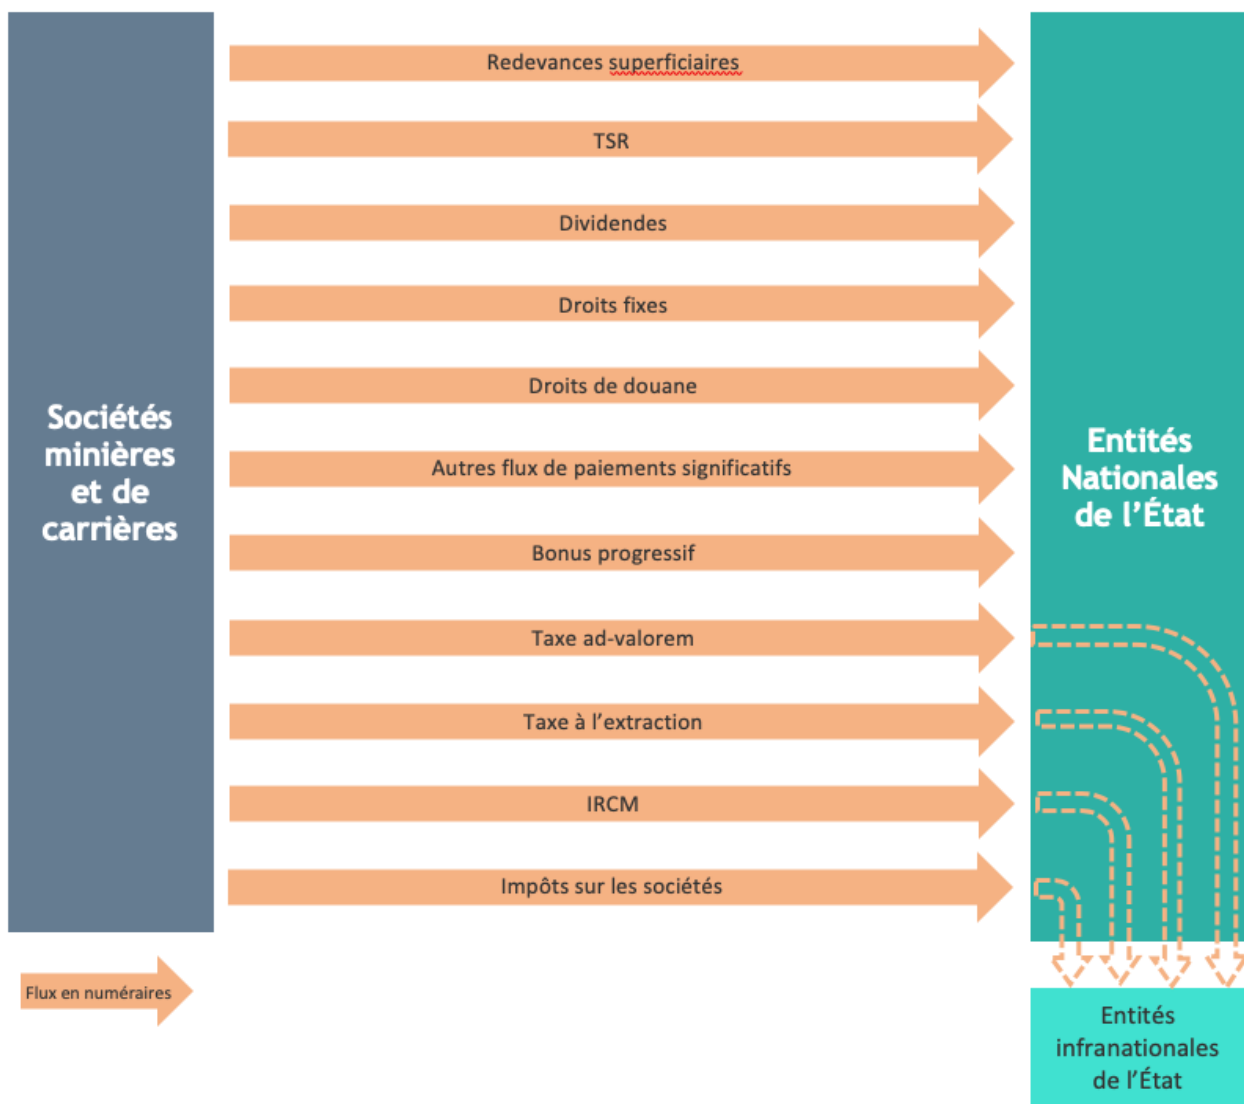 Redevances superficiaires
TSR
Dividendes
Droits fixes
Droits de douane
Sociétés
minières
et de
carrières
Autres flux de paiements significatifs
Entités
Nationales
de l'État
Bonus progressif
Taxe ad-valorem
Taxe à l'extraction
IRCM
Impôts sur les sociétés
Flux en numéraires
Entités
infranationales
de l'État